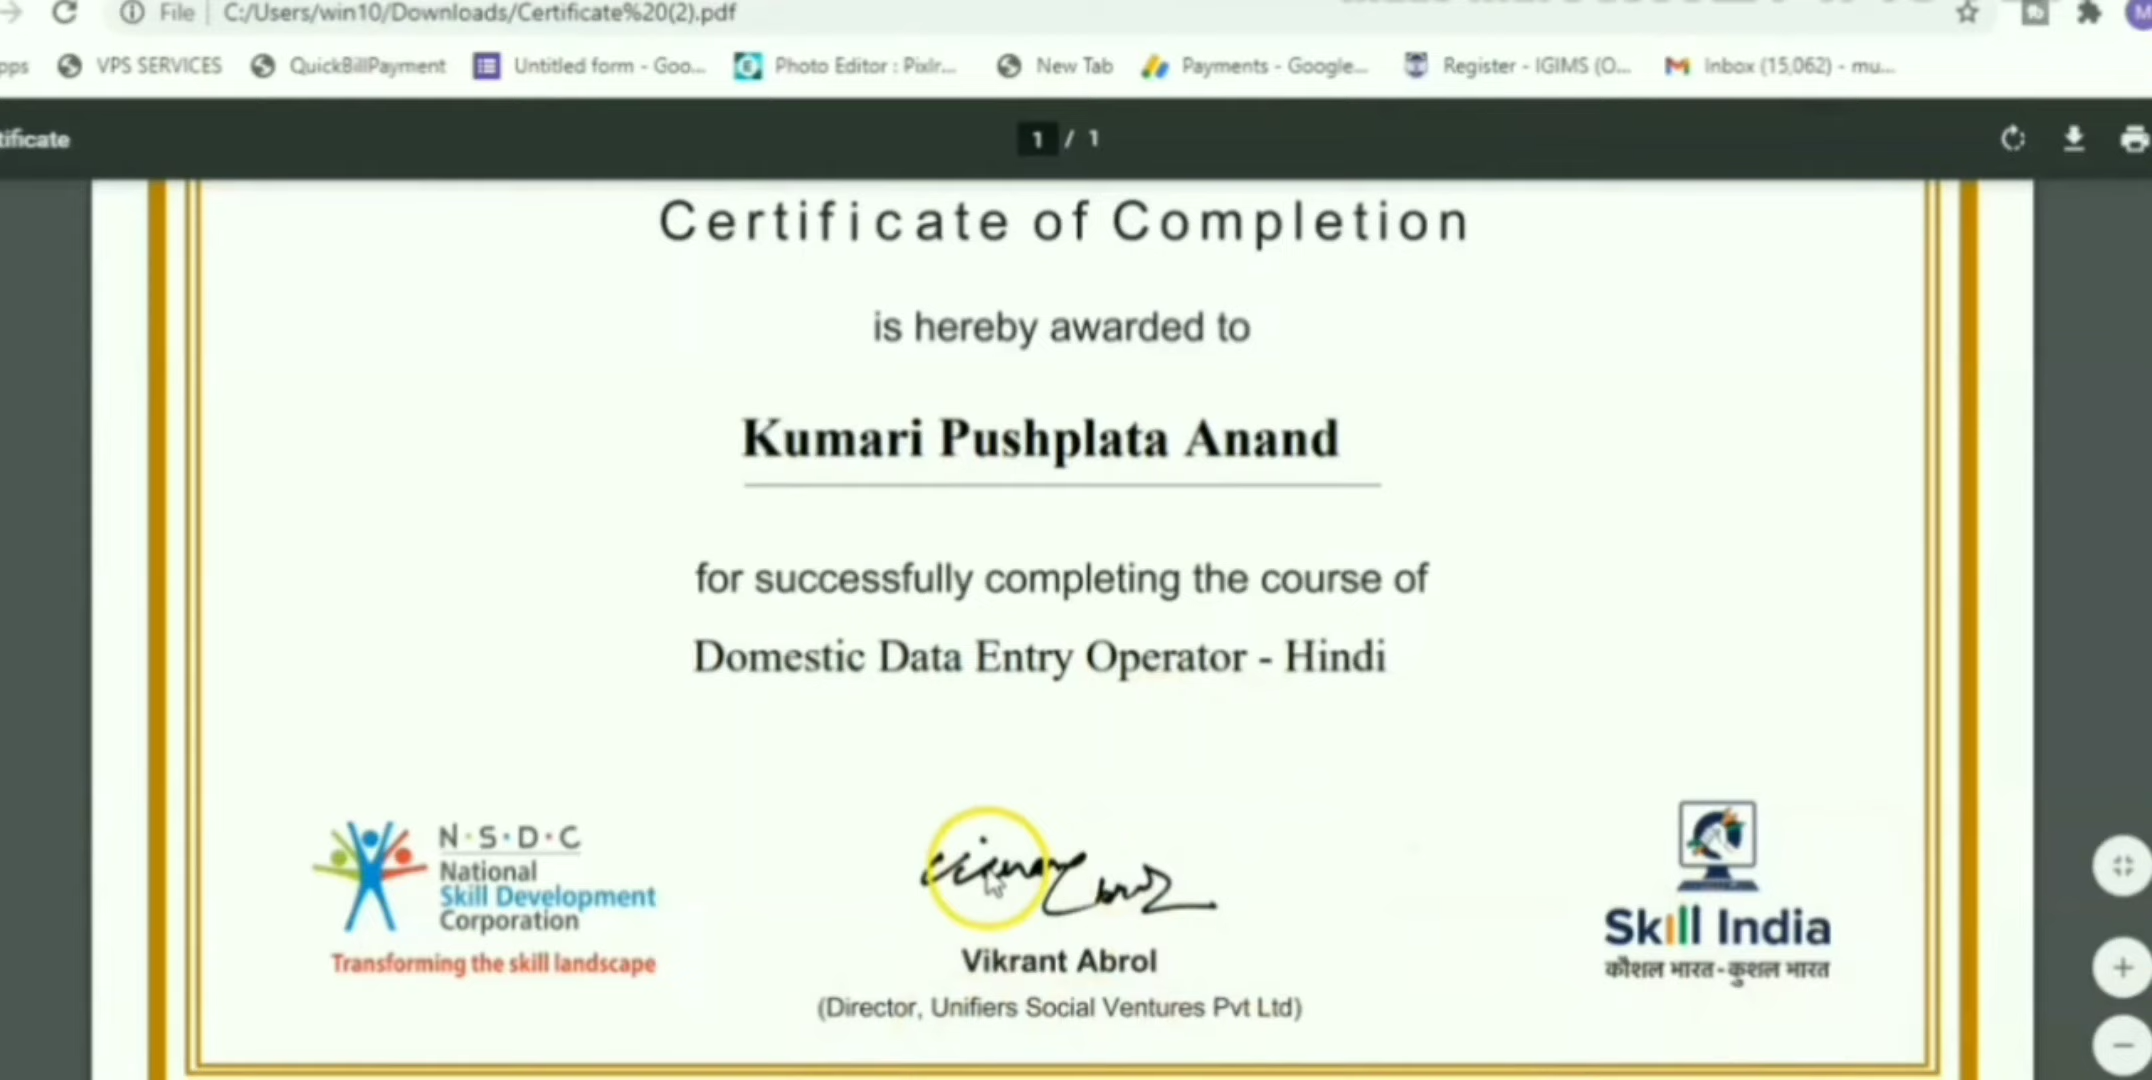 File C:/Users/win10/Downloads/Certificate%20(2).pdf
VPS SERVICES QuickBillPayment Untitled form - Goo... Photo Editor : Pixlr... New Tab Payments - Google... Register - IGIMS (O... Inbox (15,062) - mu...
tificate 1 / 1
Certificate of Completion
is hereby awarded to
Kumari Pushplata Anand
for successfully completing the course of
Domestic Data Entry Operator - Hindi
N·S·D·C
National
Skill Development
Corporation
Transforming the skill landscape
Vikrant Abrol
(Director, Unifiers Social Ventures Pvt Ltd)
Skill India
कौशल भारत-कुशल भारत